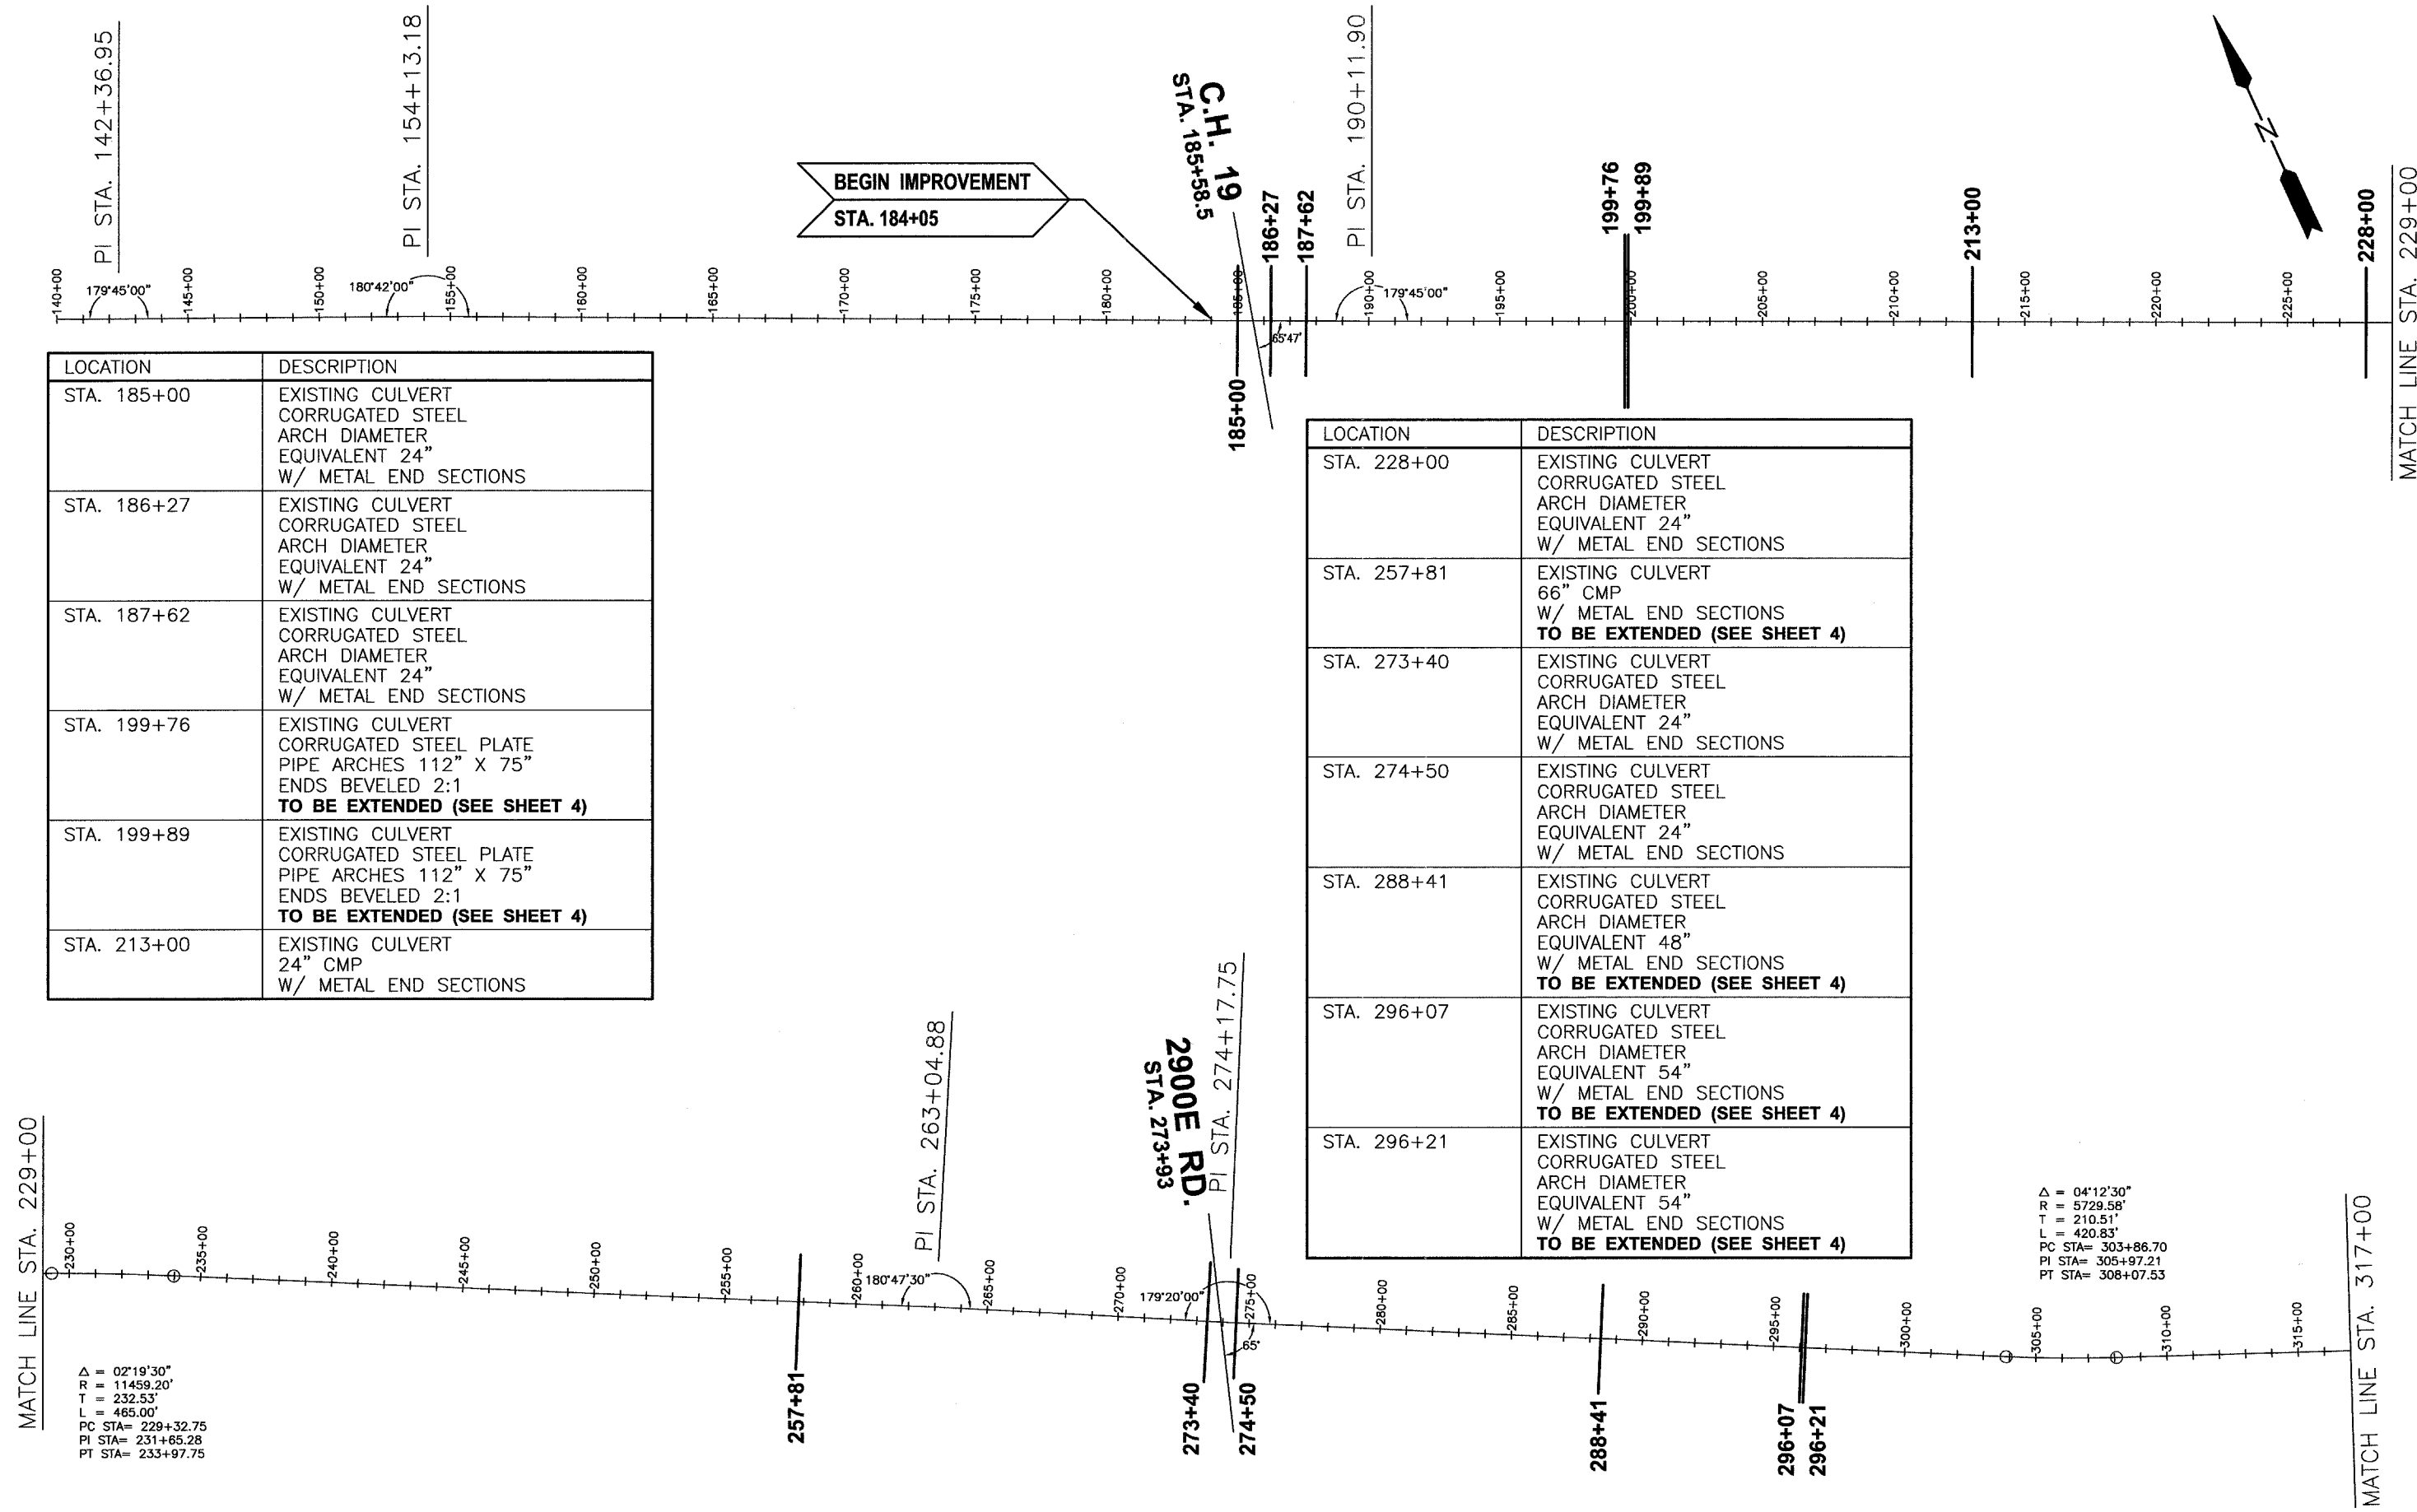 PI STA. 142+36.95
PI STA. 154+13.18
BEGIN IMPROVEMENT
STA. 184+05
C.H. 19
STA. 185+58.5
186+27
187+62
PI STA. 190+11.90
199+76
199+89
213+00
228+00
MATCH LINE STA. 229+00
N
140+00
179°45'00"
145+00
150+00
180°42'00"
155+00
160+00
165+00
170+00
175+00
180+00
185+00
65°47'
190+00
179°45'00"
195+00
200+00
205+00
210+00
215+00
220+00
225+00
185+00
LOCATION DESCRIPTION
STA. 185+00 EXISTING CULVERT
CORRUGATED STEEL
ARCH DIAMETER
EQUIVALENT 24"
W/ METAL END SECTIONS
STA. 186+27 EXISTING CULVERT
CORRUGATED STEEL
ARCH DIAMETER
EQUIVALENT 24"
W/ METAL END SECTIONS
STA. 187+62 EXISTING CULVERT
CORRUGATED STEEL
ARCH DIAMETER
EQUIVALENT 24"
W/ METAL END SECTIONS
STA. 199+76 EXISTING CULVERT
CORRUGATED STEEL PLATE
PIPE ARCHES 112" X 75"
ENDS BEVELED 2:1
TO BE EXTENDED (SEE SHEET 4)
STA. 199+89 EXISTING CULVERT
CORRUGATED STEEL PLATE
PIPE ARCHES 112" X 75"
ENDS BEVELED 2:1
TO BE EXTENDED (SEE SHEET 4)
STA. 213+00 EXISTING CULVERT
24" CMP
W/ METAL END SECTIONS
LOCATION DESCRIPTION
STA. 228+00 EXISTING CULVERT
CORRUGATED STEEL
ARCH DIAMETER
EQUIVALENT 24"
W/ METAL END SECTIONS
STA. 257+81 EXISTING CULVERT
66" CMP
W/ METAL END SECTIONS
TO BE EXTENDED (SEE SHEET 4)
STA. 273+40 EXISTING CULVERT
CORRUGATED STEEL
ARCH DIAMETER
EQUIVALENT 24"
W/ METAL END SECTIONS
STA. 274+50 EXISTING CULVERT
CORRUGATED STEEL
ARCH DIAMETER
EQUIVALENT 24"
W/ METAL END SECTIONS
STA. 288+41 EXISTING CULVERT
CORRUGATED STEEL
ARCH DIAMETER
EQUIVALENT 48"
W/ METAL END SECTIONS
TO BE EXTENDED (SEE SHEET 4)
STA. 296+07 EXISTING CULVERT
CORRUGATED STEEL
ARCH DIAMETER
EQUIVALENT 54"
W/ METAL END SECTIONS
TO BE EXTENDED (SEE SHEET 4)
STA. 296+21 EXISTING CULVERT
CORRUGATED STEEL
ARCH DIAMETER
EQUIVALENT 54"
W/ METAL END SECTIONS
TO BE EXTENDED (SEE SHEET 4)
MATCH LINE STA. 229+00
PI STA. 263+04.88
2900E RD.
STA. 273+93
PI STA. 274+17.75
230+00
235+00
240+00
245+00
250+00
255+00
260+00
180°47'30"
265+00
270+00
179°20'00"
275+00
65°
280+00
285+00
290+00
295+00
300+00
305+00
310+00
315+00
Δ = 04°12'30"
R = 5729.58'
T = 210.51'
L = 420.83'
PC STA= 303+86.70
PI STA= 305+97.21
PT STA= 308+07.53
MATCH LINE STA. 317+00
Δ = 02°19'30"
R = 11459.20'
T = 232.53'
L = 465.00'
PC STA= 229+32.75
PI STA= 231+65.28
PT STA= 233+97.75
257+81
273+40
274+50
288+41
296+07
296+21